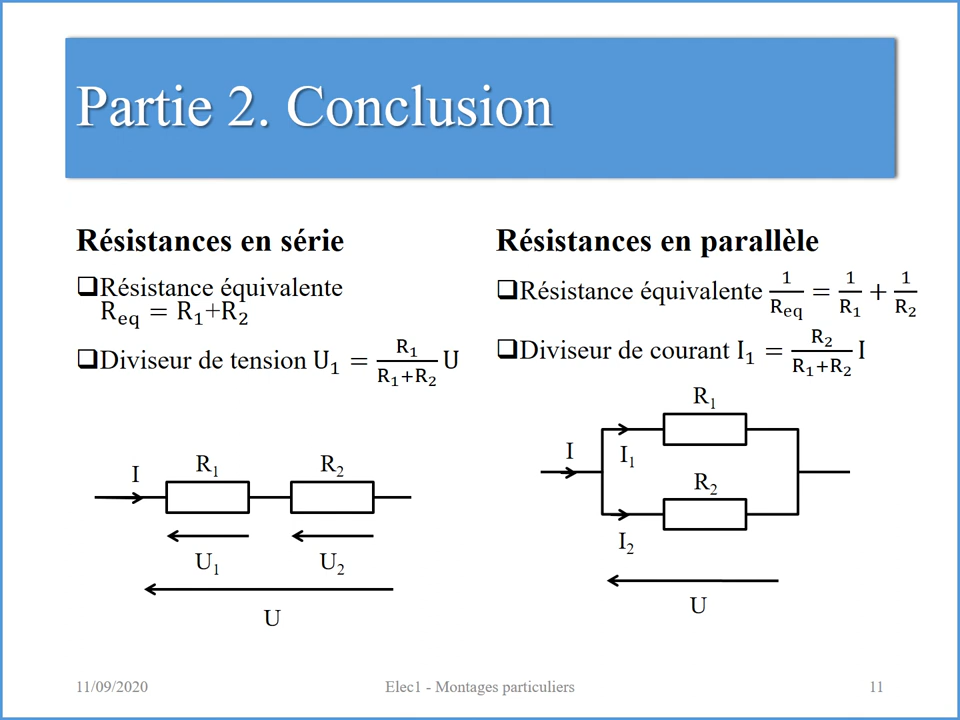 Partie 2. Conclusion
Résistances en série
❑Résistance équivalente
R_eq = R₁+R₂
❑Diviseur de tension U₁ = R₁/(R₁+R₂) U
I
R₁
R₂
U₁
U₂
U
Résistances en parallèle
❑Résistance équivalente 1/R_eq = 1/R₁ + 1/R₂
❑Diviseur de courant I₁ = R₂/(R₁+R₂) I
R₁
I
I₁
R₂
I₂
U
11/09/2020
Elec1 - Montages particuliers
11